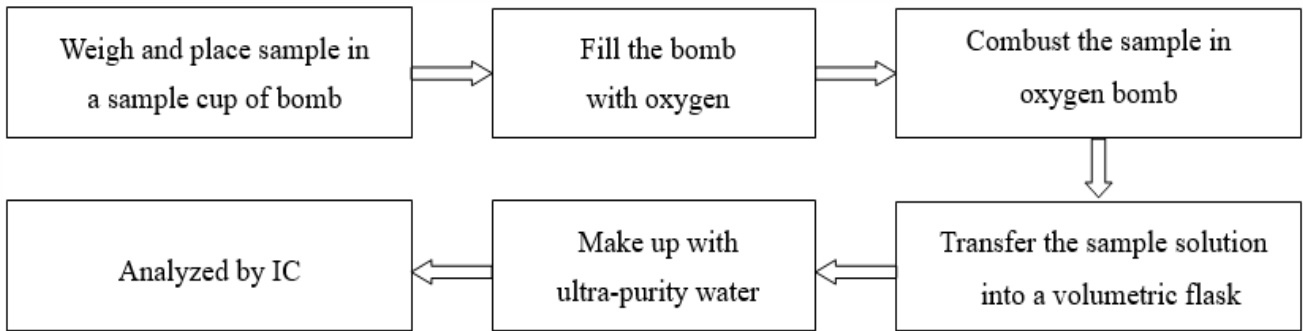 Weigh and place sample in
a sample cup of bomb
Fill the bomb
with oxygen
Combust the sample in
oxygen bomb
Transfer the sample solution
into a volumetric flask
Make up with
ultra-purity water
Analyzed by IC